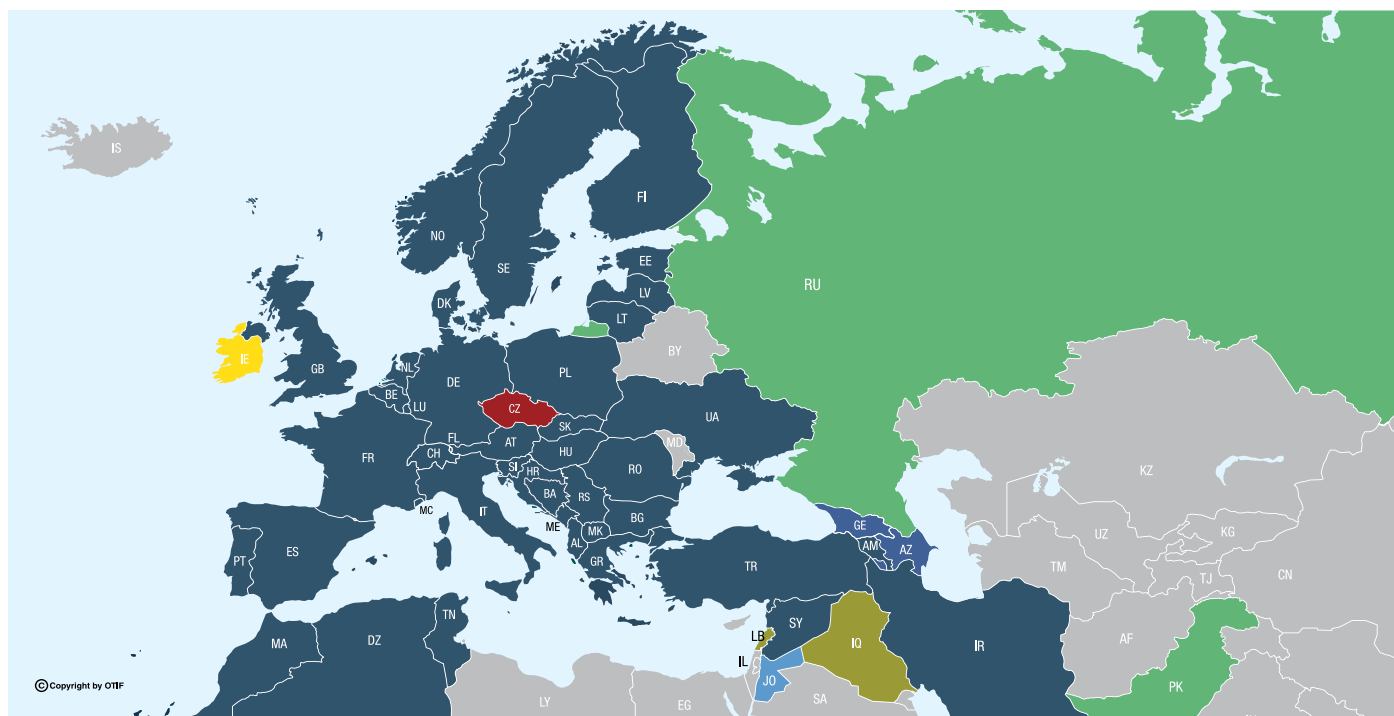 IS
FI
NO
SE
EE
RU
LV
DK
LT
IE
BY
GB
NL
DE
PL
BE
LU
CZ
UA
SK
FL
AT
MD
CH
HU
FR
SI
HR
RO
KZ
BA
RS
MC
IT
BG
ME
GE
MK
UZ
KG
AL
AM
AZ
PT
ES
GR
TR
TM
TJ
CN
TN
MA
DZ
SY
LB
IQ
IR
AF
IL
JO
© Copyright by OTIF
PK
LY
EG
SA